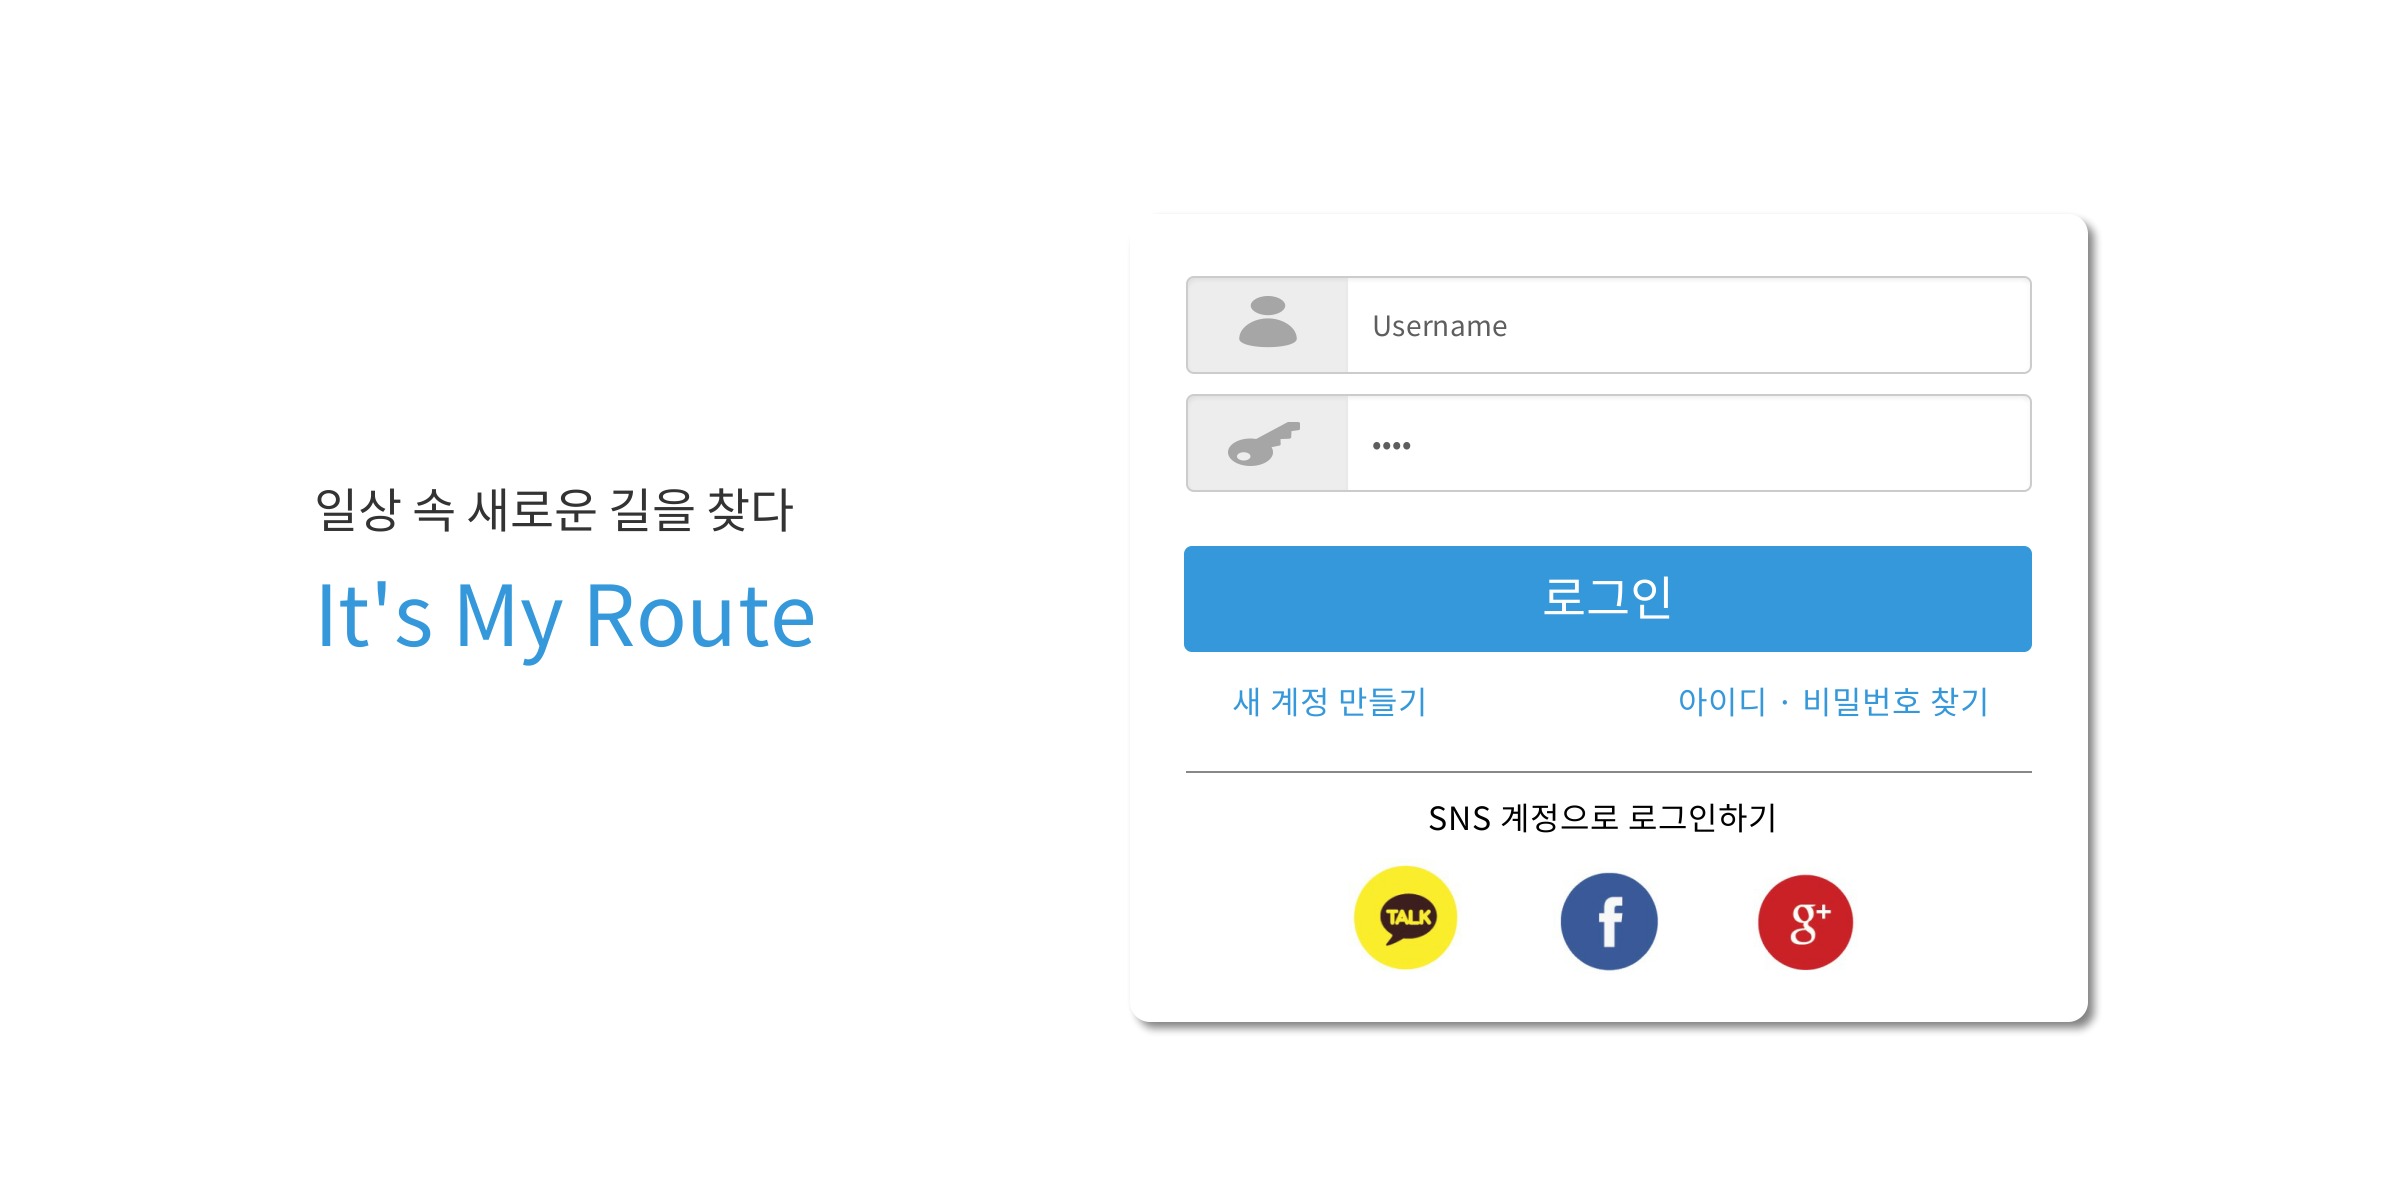 일상 속 새로운 길을 찾다
It's My Route
Username
••••
로그인
새 계정 만들기
아이디 · 비밀번호 찾기
SNS 계정으로 로그인하기
TALK
f
g+